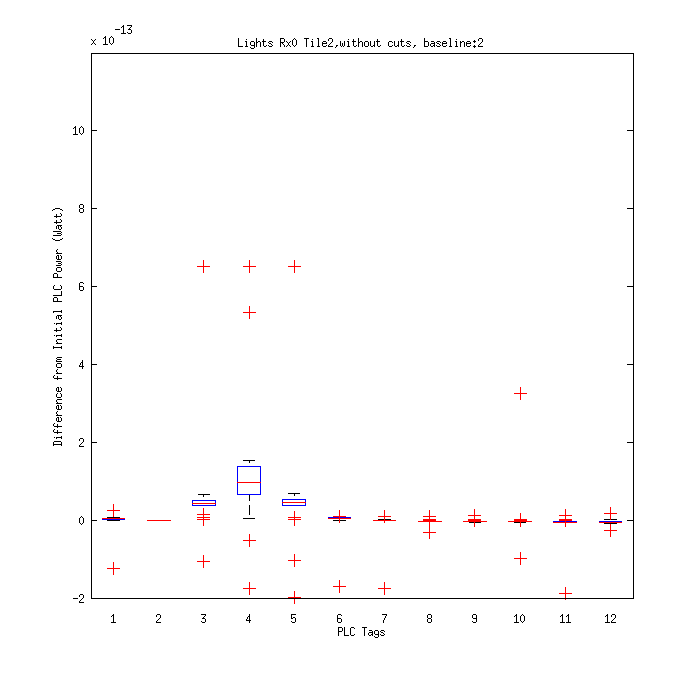 x 10-13
Lights Rx0 Tile2,without cuts, baseline:2
Difference from Initial PLC Power (Watt)
10
8
6
4
2
0
-2
1 2 3 4 5 6 7 8 9 10 11 12
PLC Tags